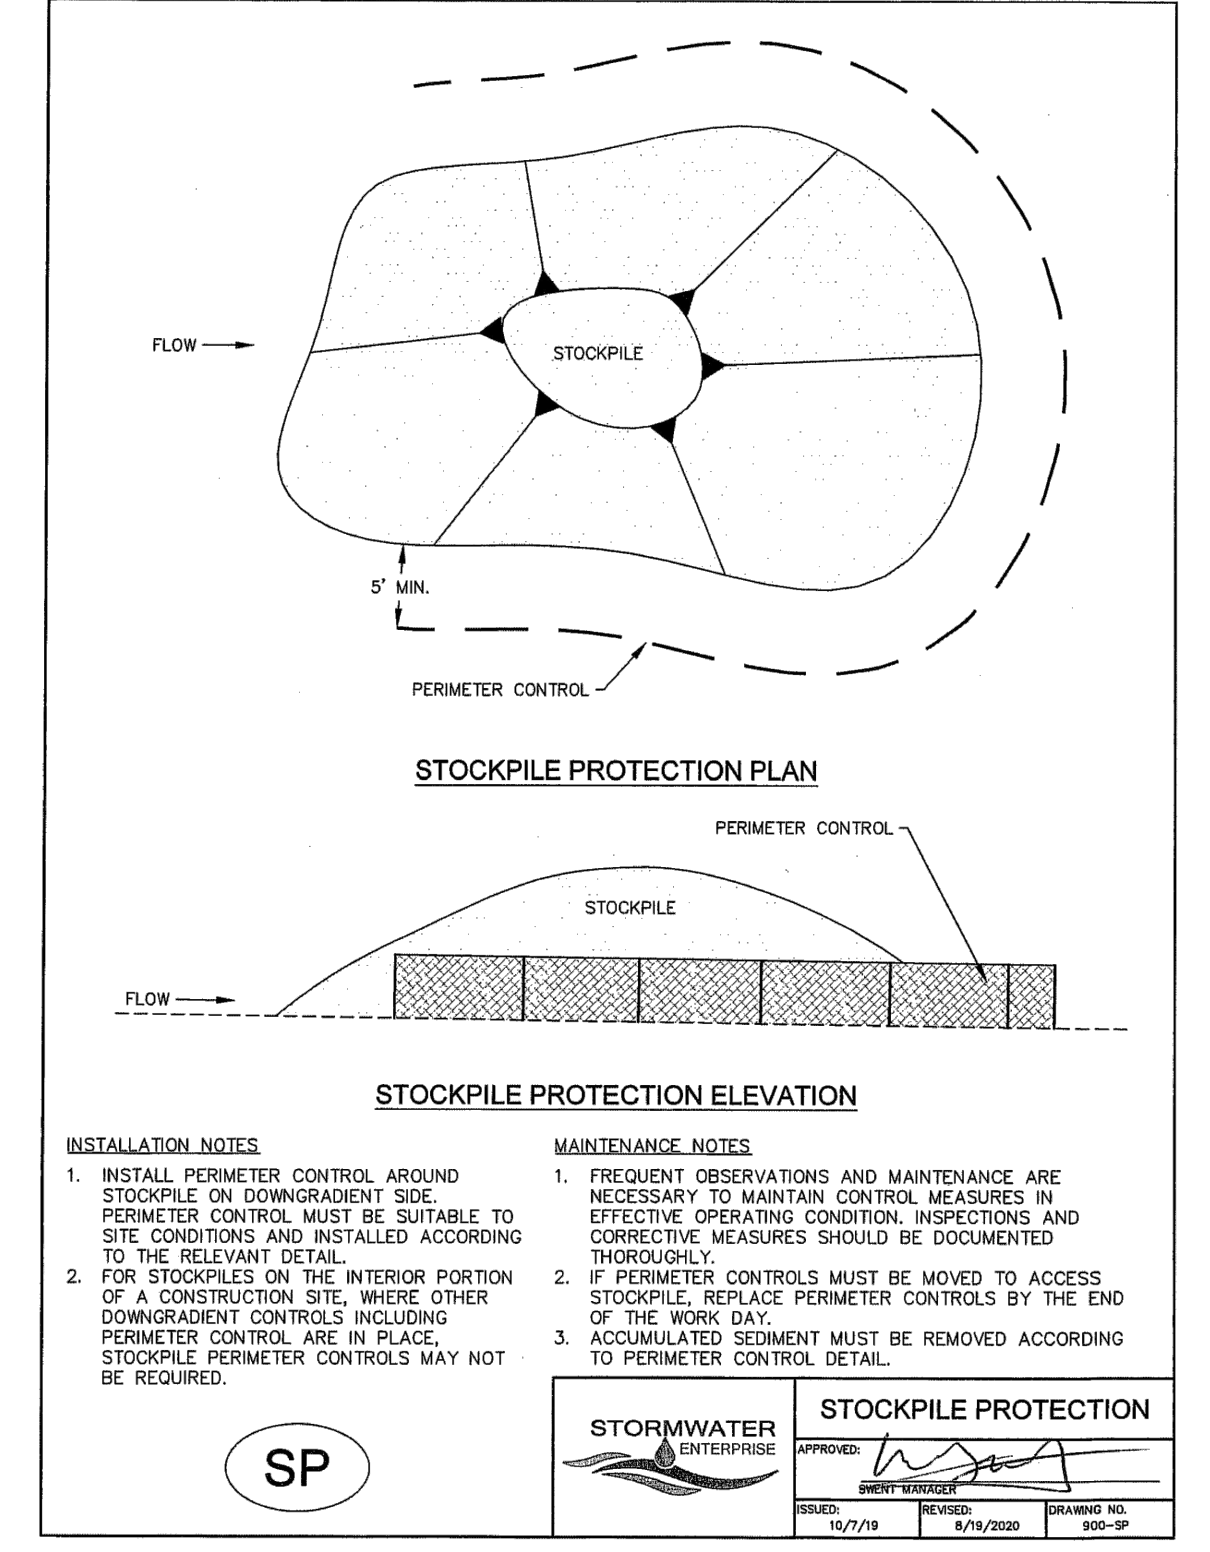 FLOW
STOCKPILE
5' MIN.
PERIMETER CONTROL
STOCKPILE PROTECTION PLAN
PERIMETER CONTROL
STOCKPILE
FLOW
STOCKPILE PROTECTION ELEVATION
INSTALLATION NOTES
1. INSTALL PERIMETER CONTROL AROUND
STOCKPILE ON DOWNGRADIENT SIDE.
PERIMETER CONTROL MUST BE SUITABLE TO
SITE CONDITIONS AND INSTALLED ACCORDING
TO THE RELEVANT DETAIL.
2. FOR STOCKPILES ON THE INTERIOR PORTION
OF A CONSTRUCTION SITE, WHERE OTHER
DOWNGRADIENT CONTROLS INCLUDING
PERIMETER CONTROL ARE IN PLACE,
STOCKPILE PERIMETER CONTROLS MAY NOT
BE REQUIRED.
MAINTENANCE NOTES
1. FREQUENT OBSERVATIONS AND MAINTENANCE ARE
NECESSARY TO MAINTAIN CONTROL MEASURES IN
EFFECTIVE OPERATING CONDITION. INSPECTIONS AND
CORRECTIVE MEASURES SHOULD BE DOCUMENTED
THOROUGHLY.
2. IF PERIMETER CONTROLS MUST BE MOVED TO ACCESS
STOCKPILE, REPLACE PERIMETER CONTROLS BY THE END
OF THE WORK DAY.
3. ACCUMULATED SEDIMENT MUST BE REMOVED ACCORDING
TO PERIMETER CONTROL DETAIL.
SP
STORMWATER
ENTERPRISE
STOCKPILE PROTECTION
APPROVED:
SWENT MANAGER
ISSUED:
10/7/19
REVISED:
8/19/2020
DRAWING NO.
900-SP